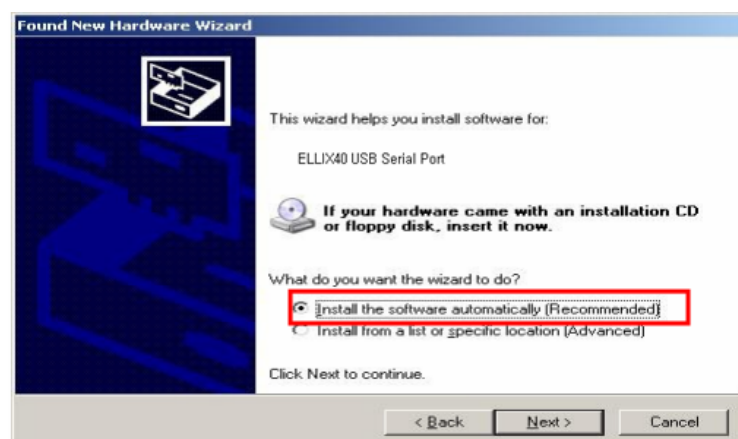 Found New Hardware Wizard
This wizard helps you install software for:
ELLIX40 USB Serial Port
If your hardware came with an installation CD
or floppy disk, insert it now.
What do you want the wizard to do?
Install the software automatically (Recommended)
Install from a list or specific location (Advanced)
Click Next to continue.
< Back Next > Cancel